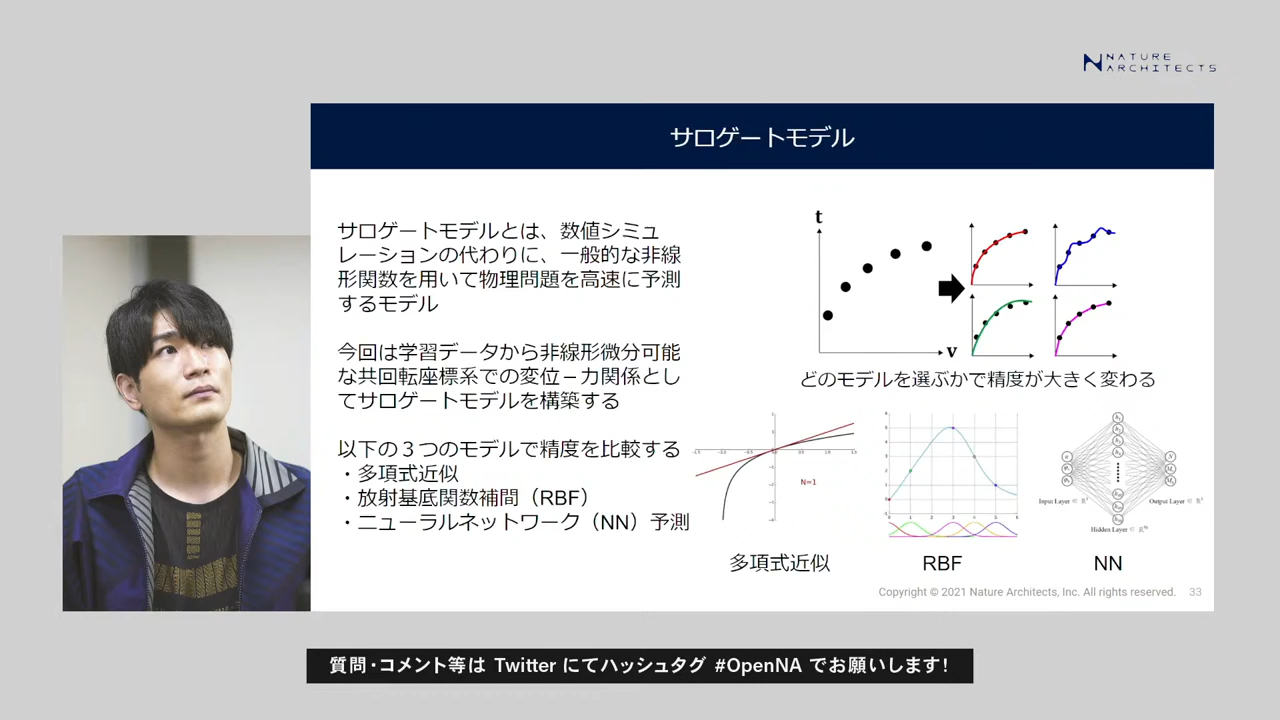 NATURE
ARCHITECTS
サロゲートモデル
サロゲートモデルとは、数値シミュ
レーションの代わりに、一般的な非線
形関数を用いて物理問題を高速に予測
するモデル
今回は学習データから非線形微分可能
な共回転座標系での変位－力関係とし
てサロゲートモデルを構築する
以下の３つのモデルで精度を比較する
・多項式近似
・放射基底関数補間（RBF）
・ニューラルネットワーク（NN）予測
t
v
どのモデルを選ぶかで精度が大きく変わる
N=1
Input Layer ∈
Output Layer ∈
Hidden Layer ∈
多項式近似
RBF
NN
Copyright © 2021 Nature Architects, Inc. All rights reserved. 33
質問・コメント等は Twitter にてハッシュタグ #OpenNA でお願いします!